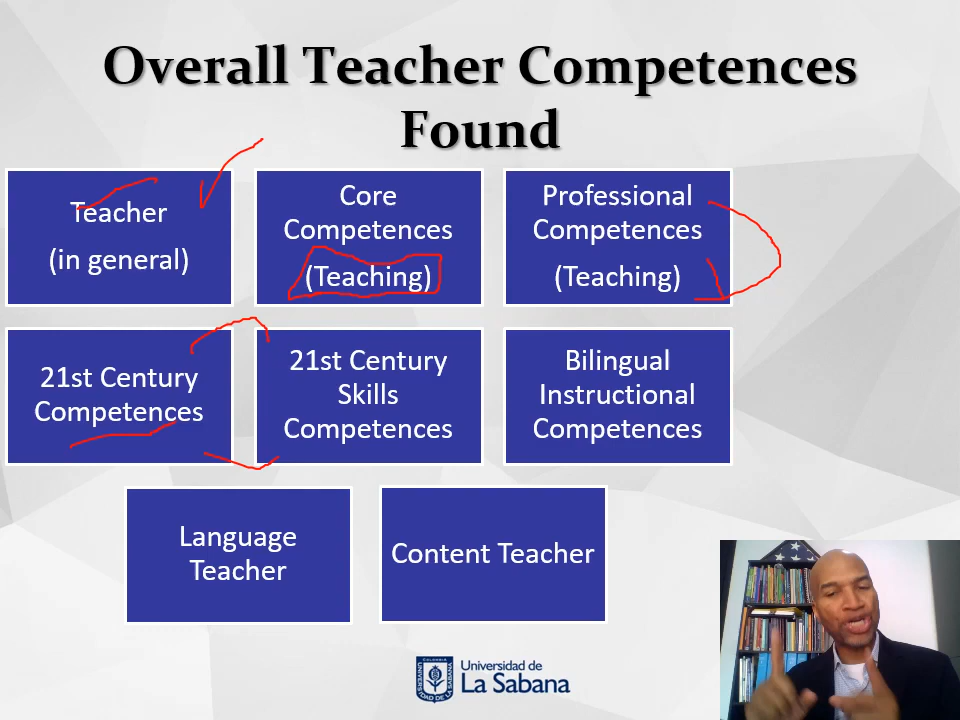 Overall Teacher Competences
Found
Teacher
(in general)
Core
Competences
(Teaching)
Professional
Competences
(Teaching)
21st Century
Competences
21st Century
Skills
Competences
Bilingual
Instructional
Competences
Language
Teacher
Content Teacher
Universidad de
La Sabana